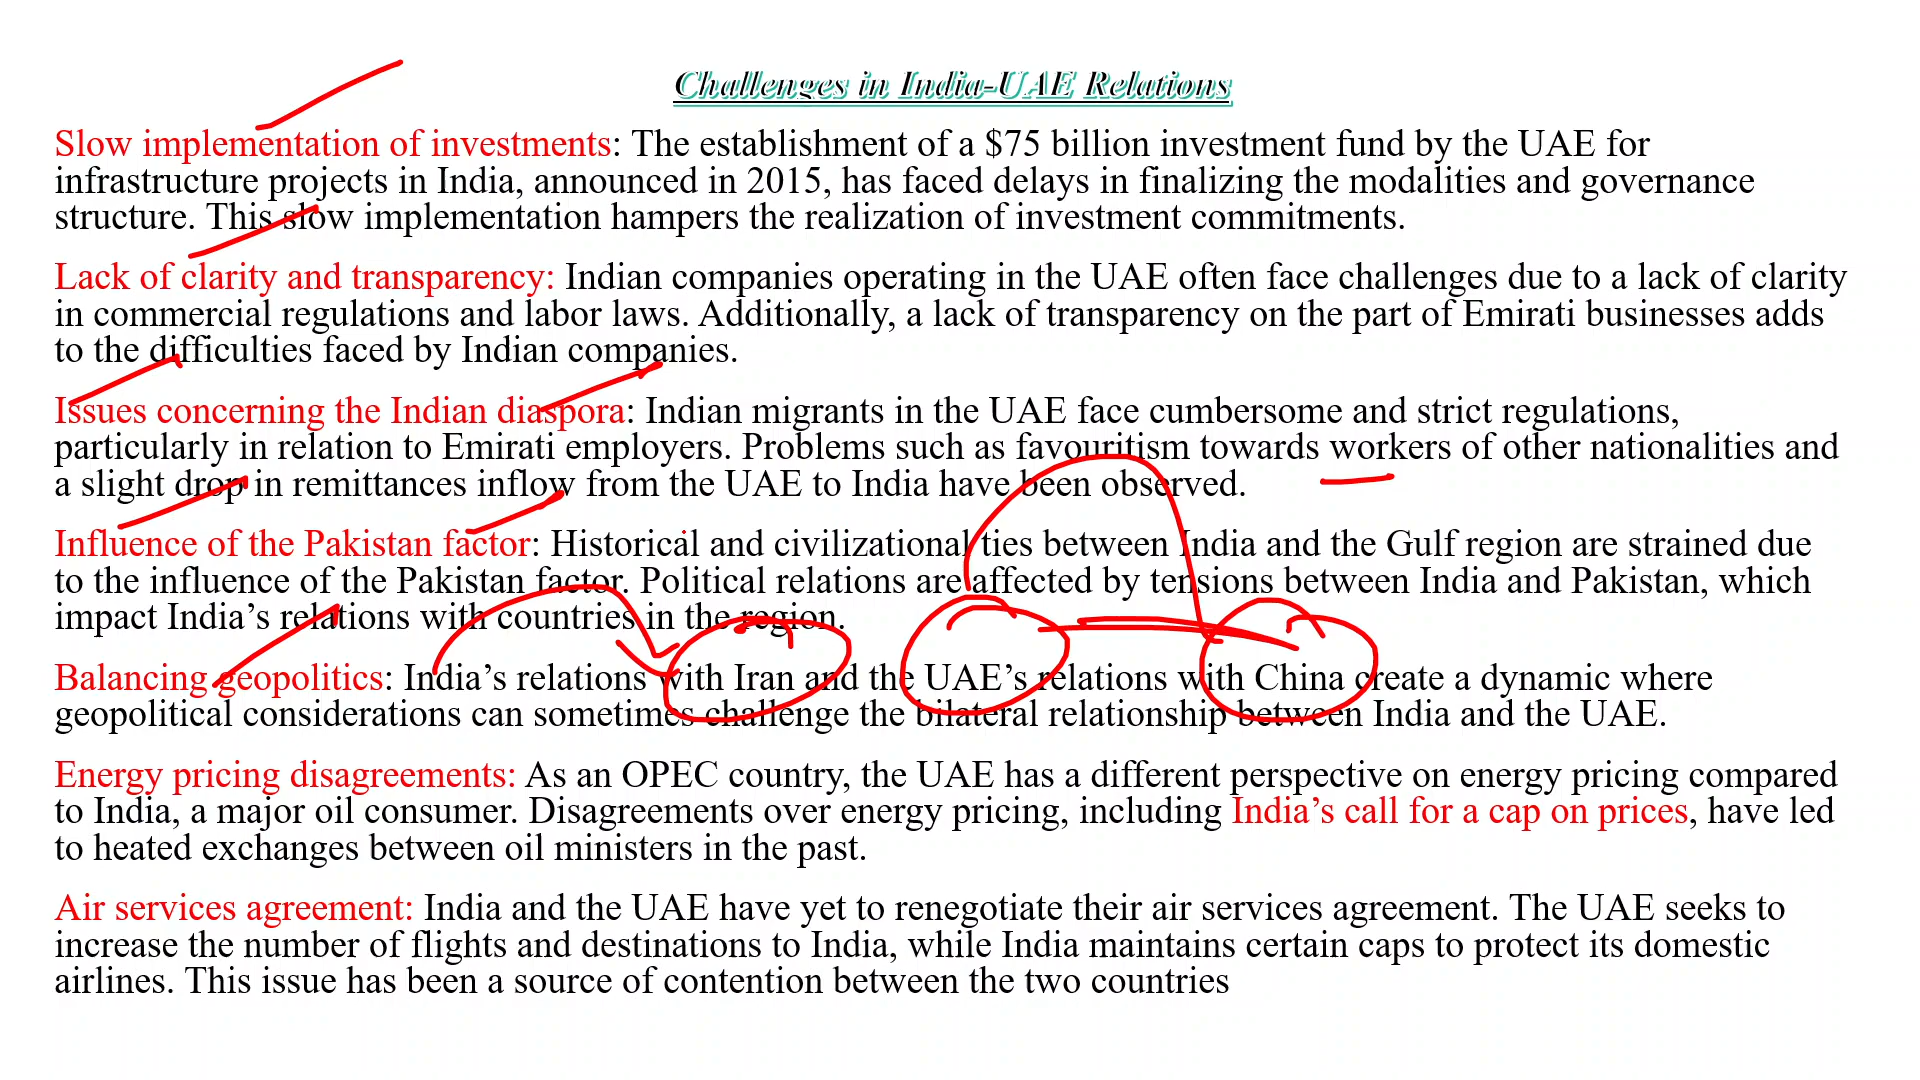 Challenges in India-UAE Relations
Slow implementation of investments: The establishment of a $75 billion investment fund by the UAE for
infrastructure projects in India, announced in 2015, has faced delays in finalizing the modalities and governance
structure. This slow implementation hampers the realization of investment commitments.
Lack of clarity and transparency: Indian companies operating in the UAE often face challenges due to a lack of clarity
in commercial regulations and labor laws. Additionally, a lack of transparency on the part of Emirati businesses adds
to the difficulties faced by Indian companies.
Issues concerning the Indian diaspora: Indian migrants in the UAE face cumbersome and strict regulations,
particularly in relation to Emirati employers. Problems such as favouritism towards workers of other nationalities and
a slight drop in remittances inflow from the UAE to India have been observed.
Influence of the Pakistan factor: Historical and civilizational ties between India and the Gulf region are strained due
to the influence of the Pakistan factor. Political relations are affected by tensions between India and Pakistan, which
impact India’s relations with countries in the region.
Balancing geopolitics: India’s relations with Iran and the UAE’s relations with China create a dynamic where
geopolitical considerations can sometimes challenge the bilateral relationship between India and the UAE.
Energy pricing disagreements: As an OPEC country, the UAE has a different perspective on energy pricing compared
to India, a major oil consumer. Disagreements over energy pricing, including India’s call for a cap on prices, have led
to heated exchanges between oil ministers in the past.
Air services agreement: India and the UAE have yet to renegotiate their air services agreement. The UAE seeks to
increase the number of flights and destinations to India, while India maintains certain caps to protect its domestic
airlines. This issue has been a source of contention between the two countries